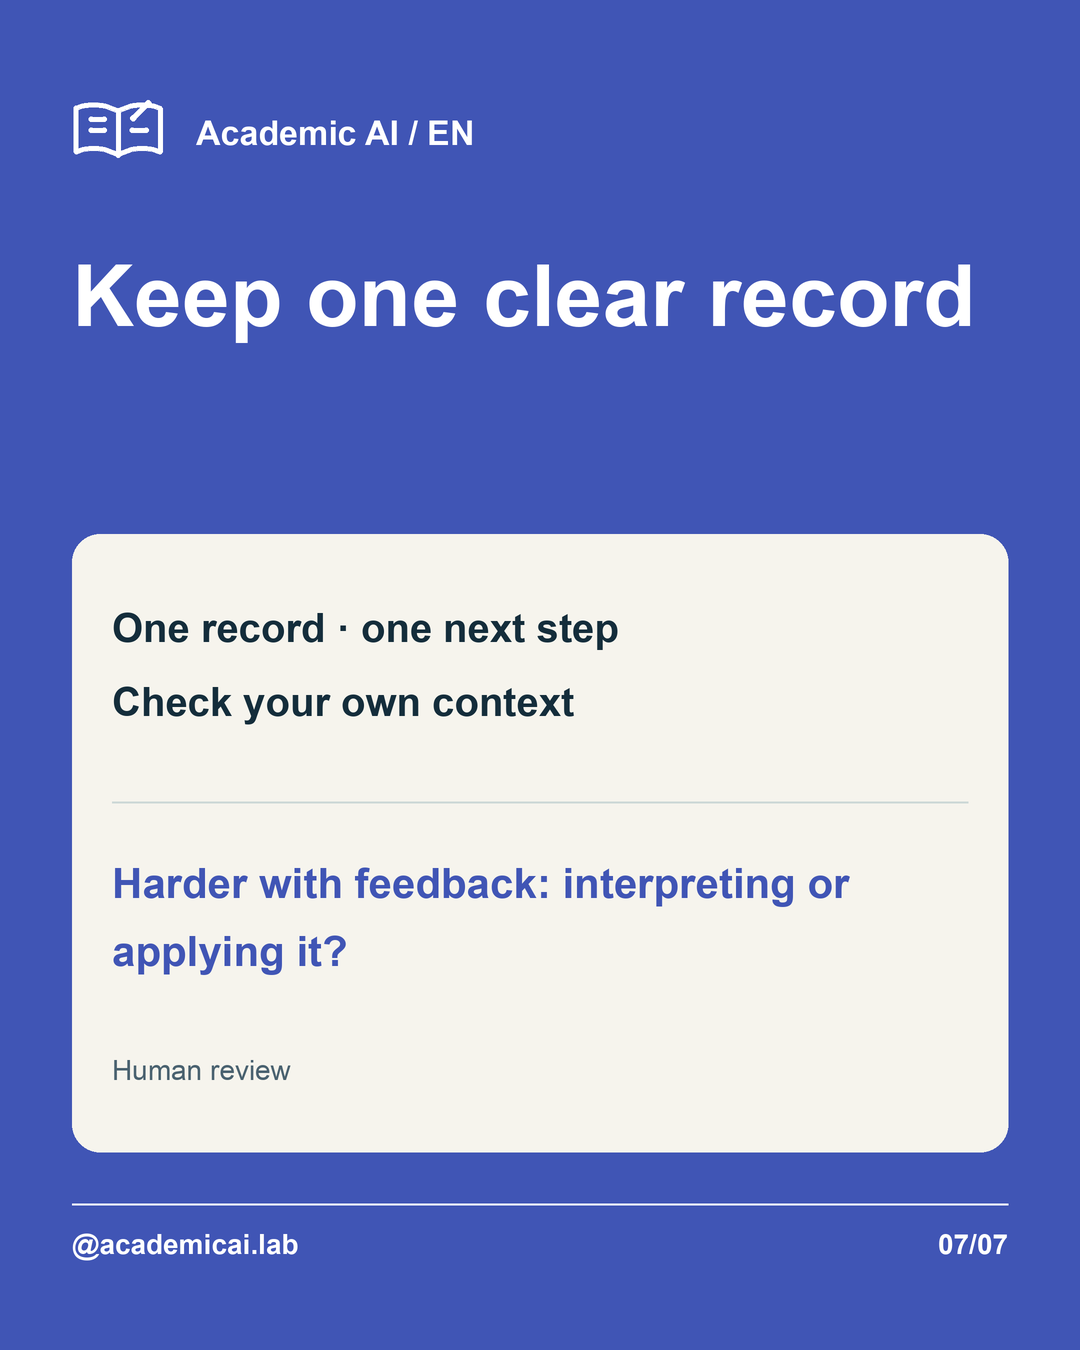 Academic AI / EN
Keep one clear record
One record · one next step
Check your own context
Harder with feedback: interpreting or
applying it?
Human review
@academicai.lab
07/07